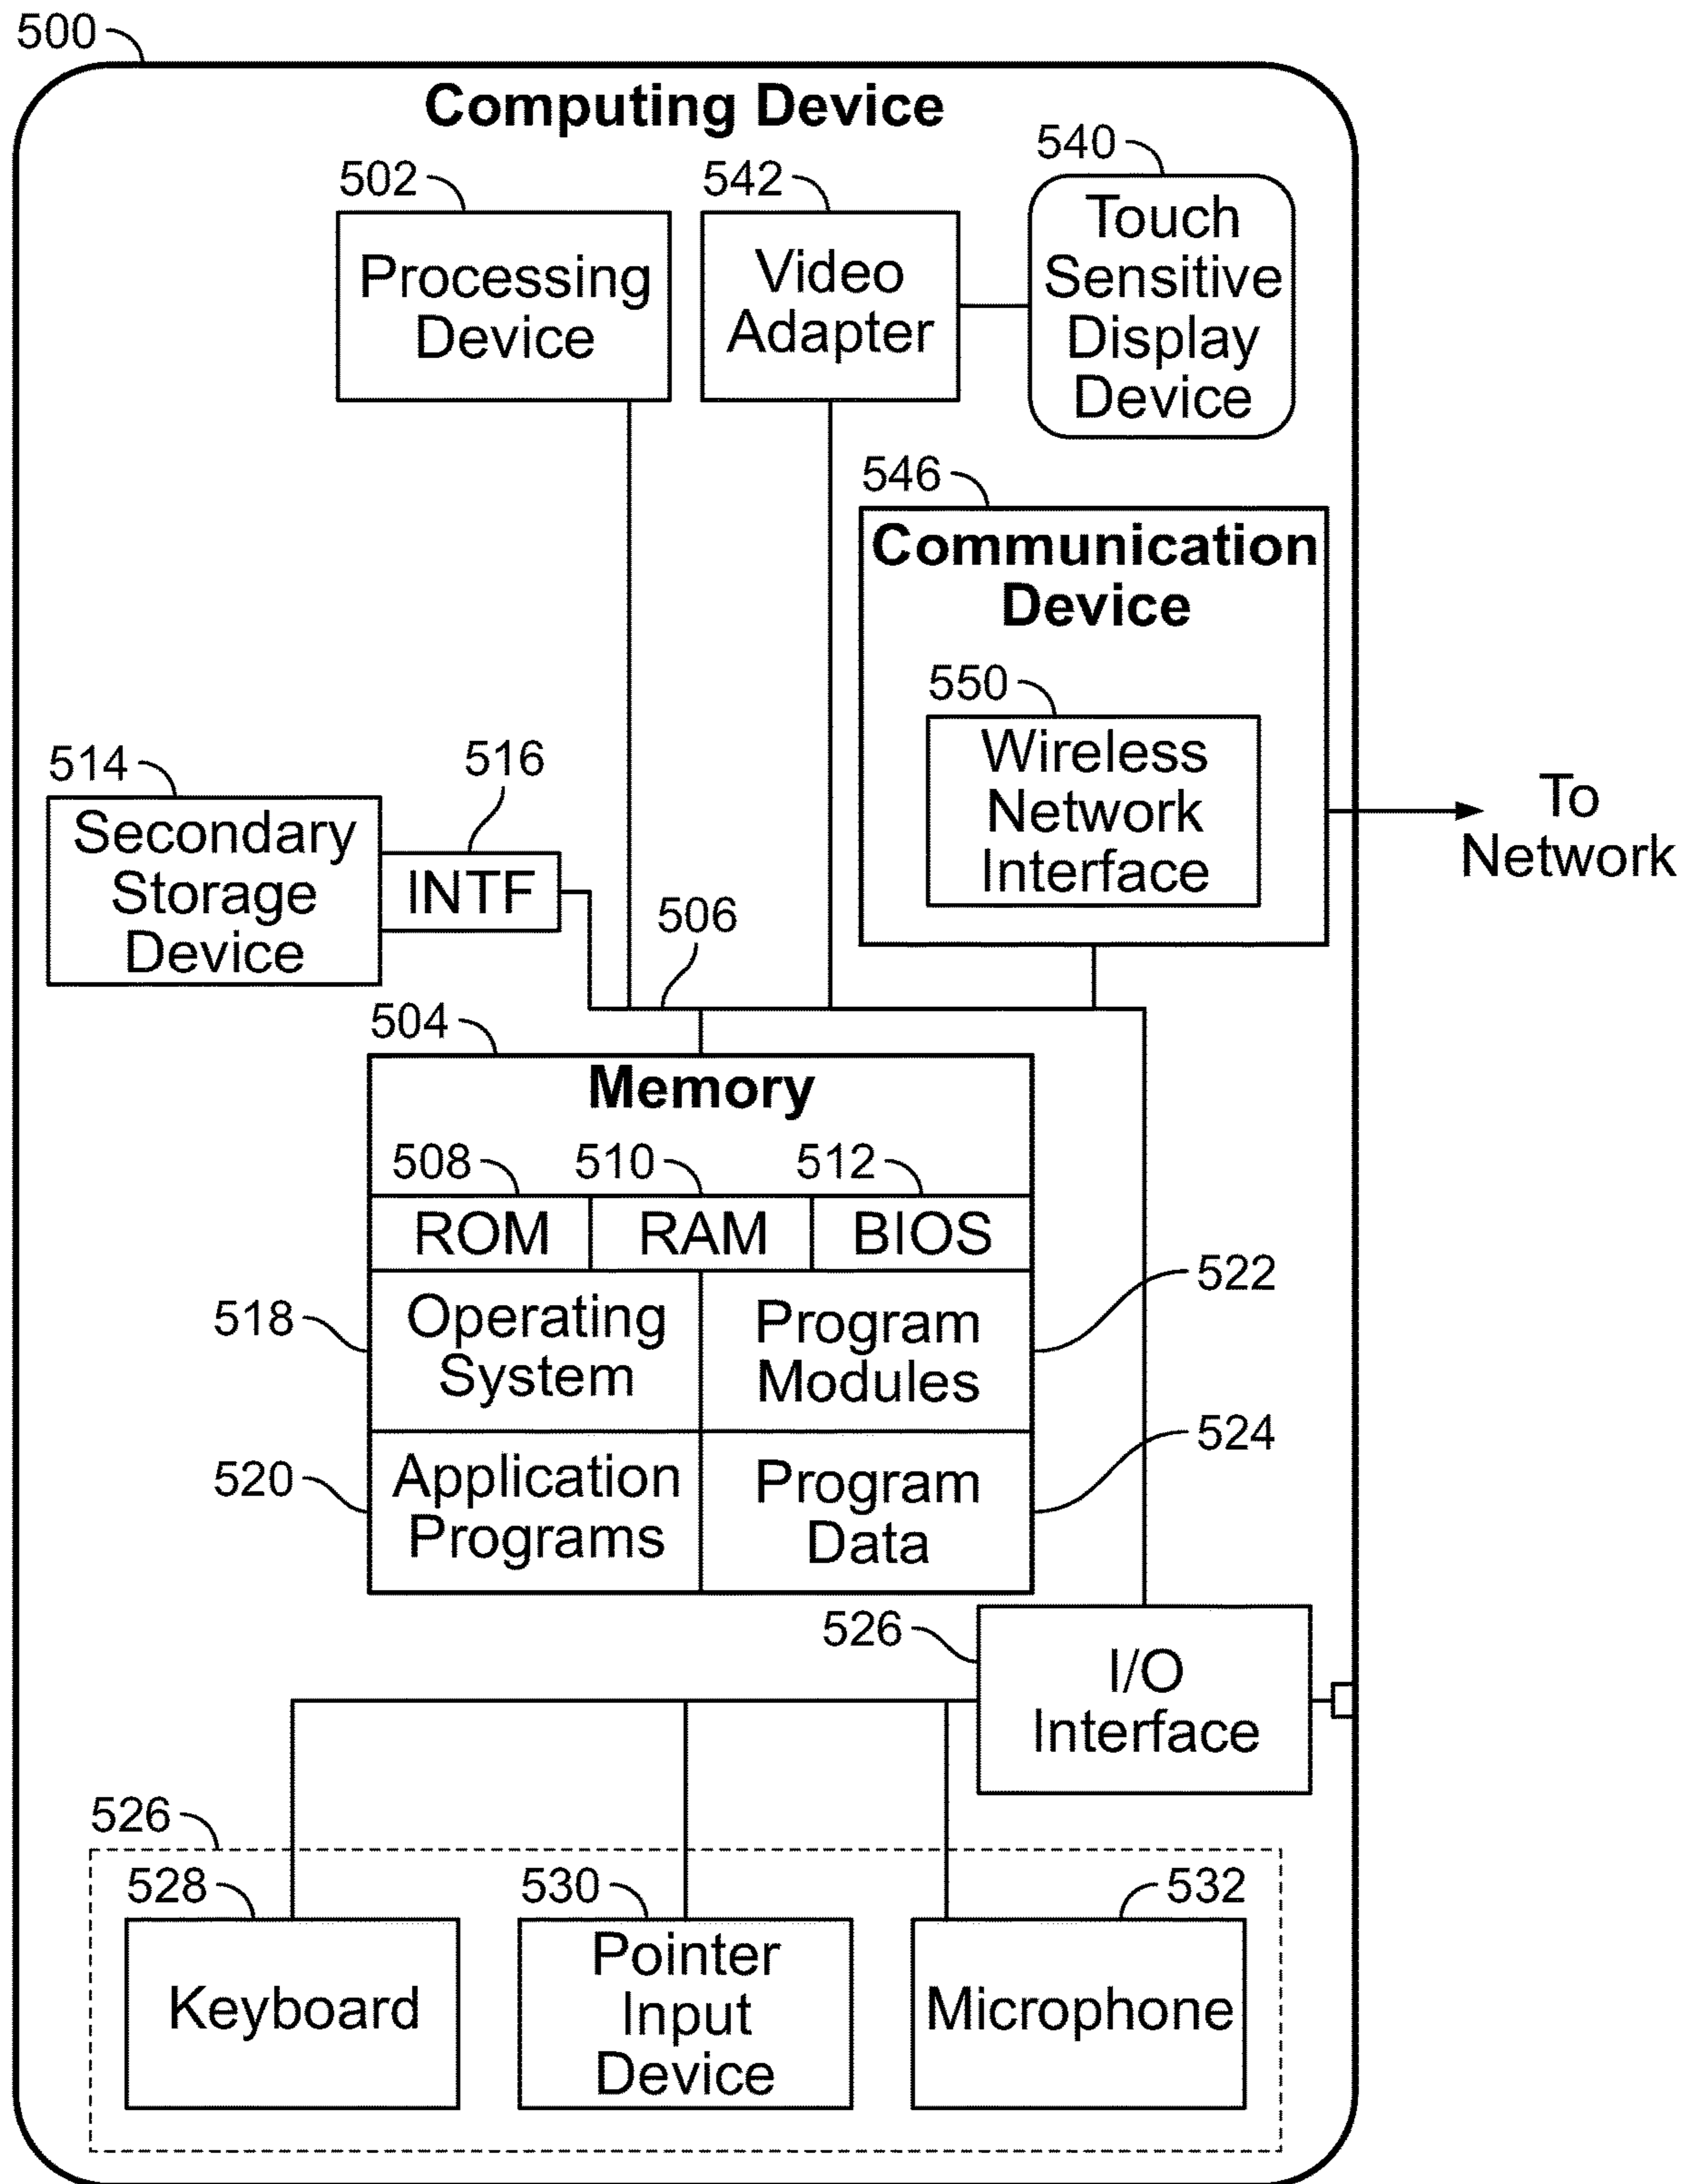 500
Computing Device
540
502
542
Touch
Sensitive
Display
Device
Processing
Device
Video
Adapter
546
Communication
Device
550
Wireless
Network
Interface
To
Network
514
516
Secondary
Storage
Device
INTF
506
504
Memory
508
510
512
ROM
RAM
BIOS
522
518
Operating
System
Program
Modules
524
520
Application
Programs
Program
Data
526
I/O
Interface
526
528
530
532
Keyboard
Pointer
Input
Device
Microphone